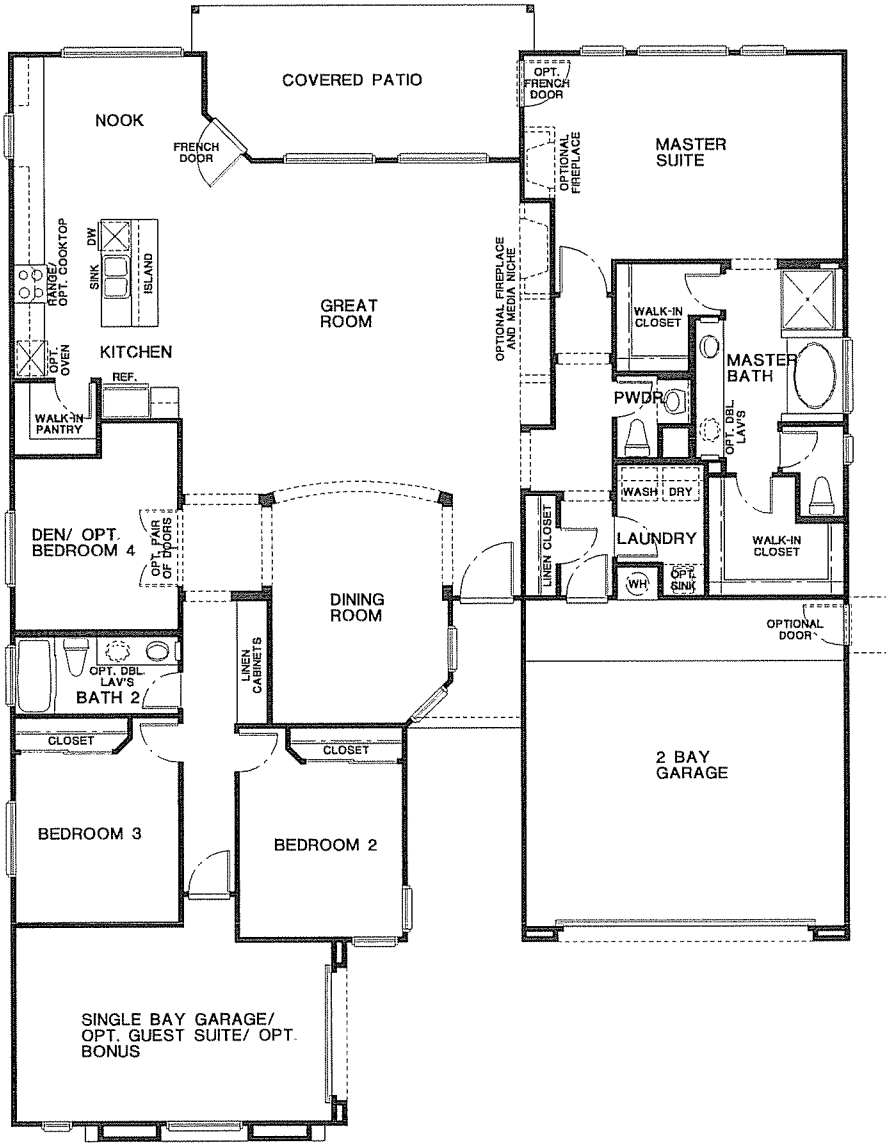 COVERED PATIO
OPT.
FRENCH
DOOR
NOOK
FRENCH
DOOR
MASTER
SUITE
OPTIONAL
FIREPLACE
RANGE/
OPT. COOKTOP
DW
SINK
ISLAND
GREAT
ROOM
OPTIONAL FIREPLACE
AND MEDIA NICHE
WALK-IN
CLOSET
OPT.
OVEN
KITCHEN
REF.
MASTER
BATH
PWDR.
OPT. DBL.
LAV'S
WALK-IN
PANTRY
DEN/ OPT.
BEDROOM 4
OPT. PAIR
OF DOORS
WASH
DRY
LINEN CLOSET
LAUNDRY
WALK-IN
CLOSET
WH
OPT.
SINK
DINING
ROOM
OPTIONAL
DOOR
LINEN
CABINETS
OPT. DBL.
LAV'S
BATH 2
CLOSET
CLOSET
2 BAY
GARAGE
BEDROOM 3
BEDROOM 2
SINGLE BAY GARAGE/
OPT. GUEST SUITE/ OPT.
BONUS